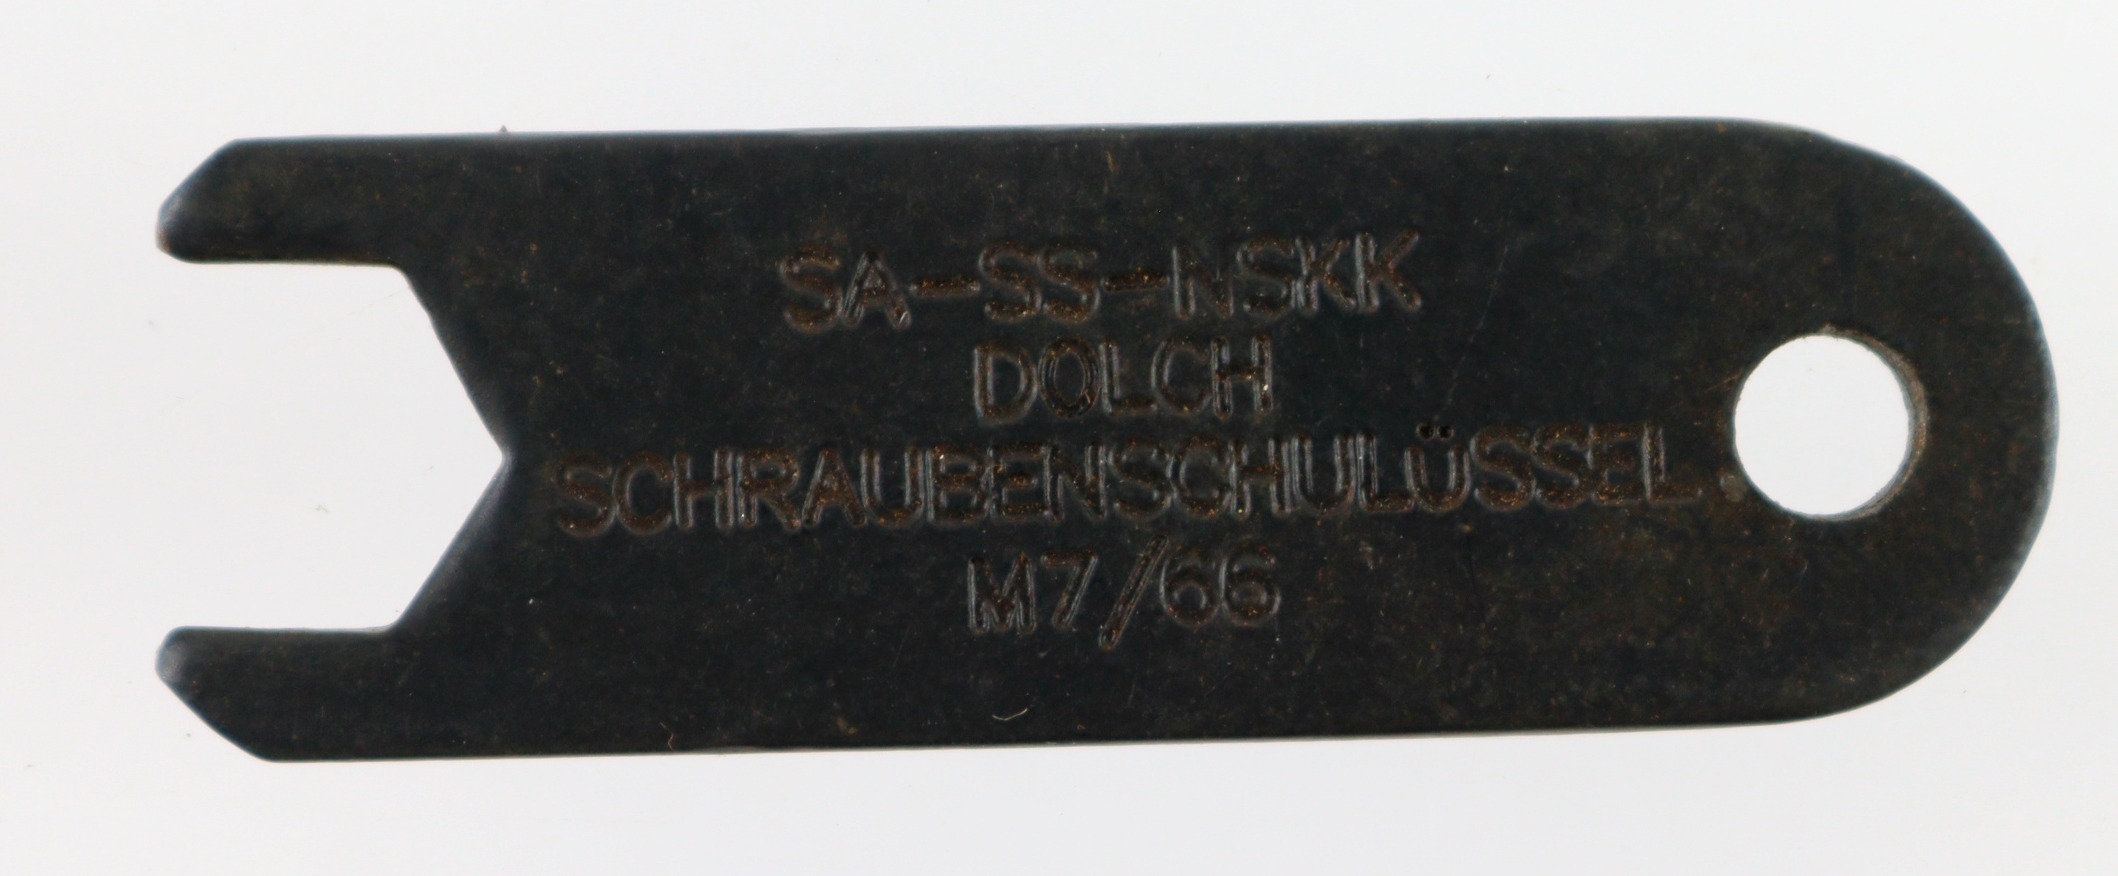 SA-SS-NSKK
DOLCH
SCHRAUBENSCHULÜSSEL
M7/66